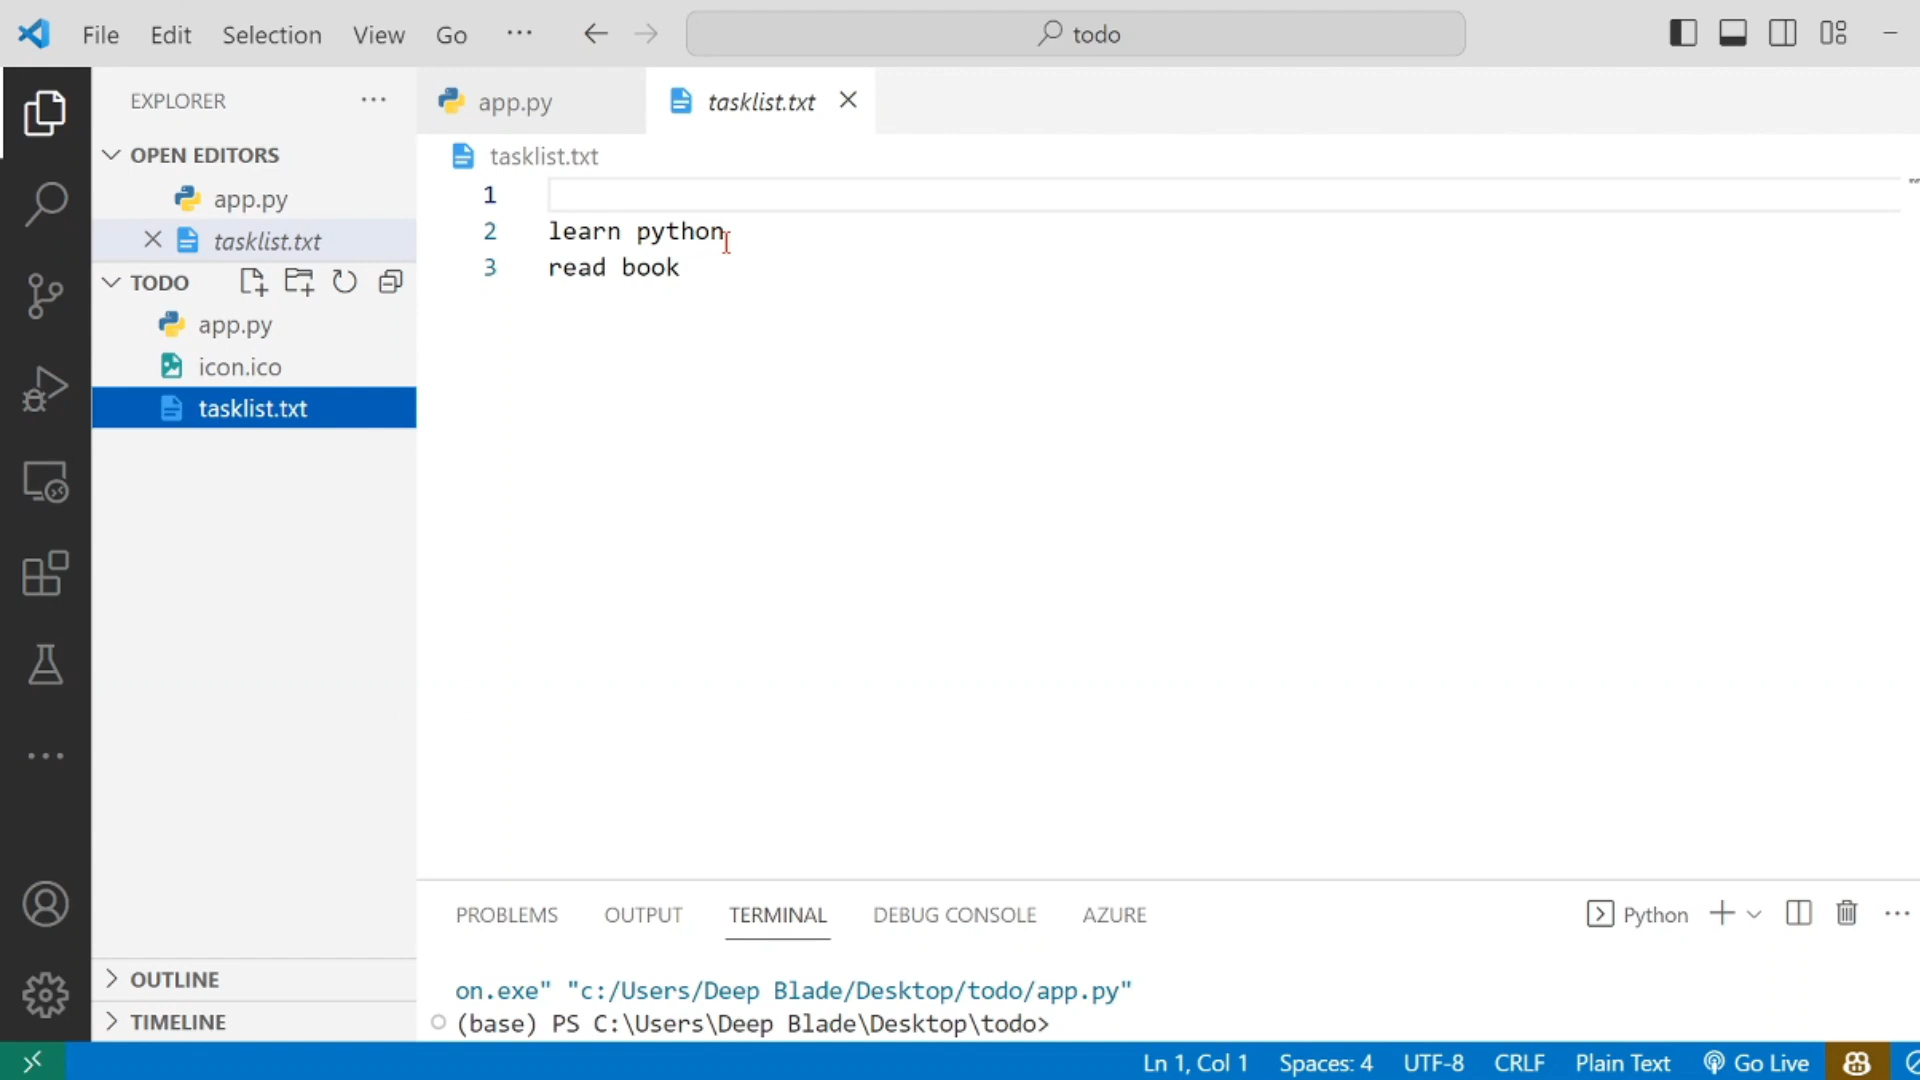 File Edit Selection View Go ··· todo
EXPLORER ···
OPEN EDITORS
app.py
tasklist.txt
TODO
app.py
icon.ico
tasklist.txt
OUTLINE
TIMELINE
app.py tasklist.txt
tasklist.txt
1
2 learn python
3 read book
PROBLEMS OUTPUT TERMINAL DEBUG CONSOLE AZURE Python
on.exe" "c:/Users/Deep Blade/Desktop/todo/app.py"
(base) PS C:\Users\Deep Blade\Desktop\todo>
Ln 1, Col 1 Spaces: 4 UTF-8 CRLF Plain Text Go Live